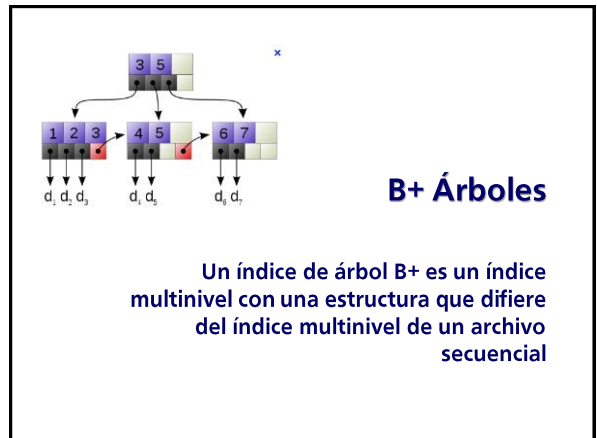 ×
3 5
1 2 3 4 5 6 7
d₁ d₂ d₃ d₄ d₅ d₆ d₇
B+ Árboles
Un índice de árbol B+ es un índice
multinivel con una estructura que difiere
del índice multinivel de un archivo
secuencial